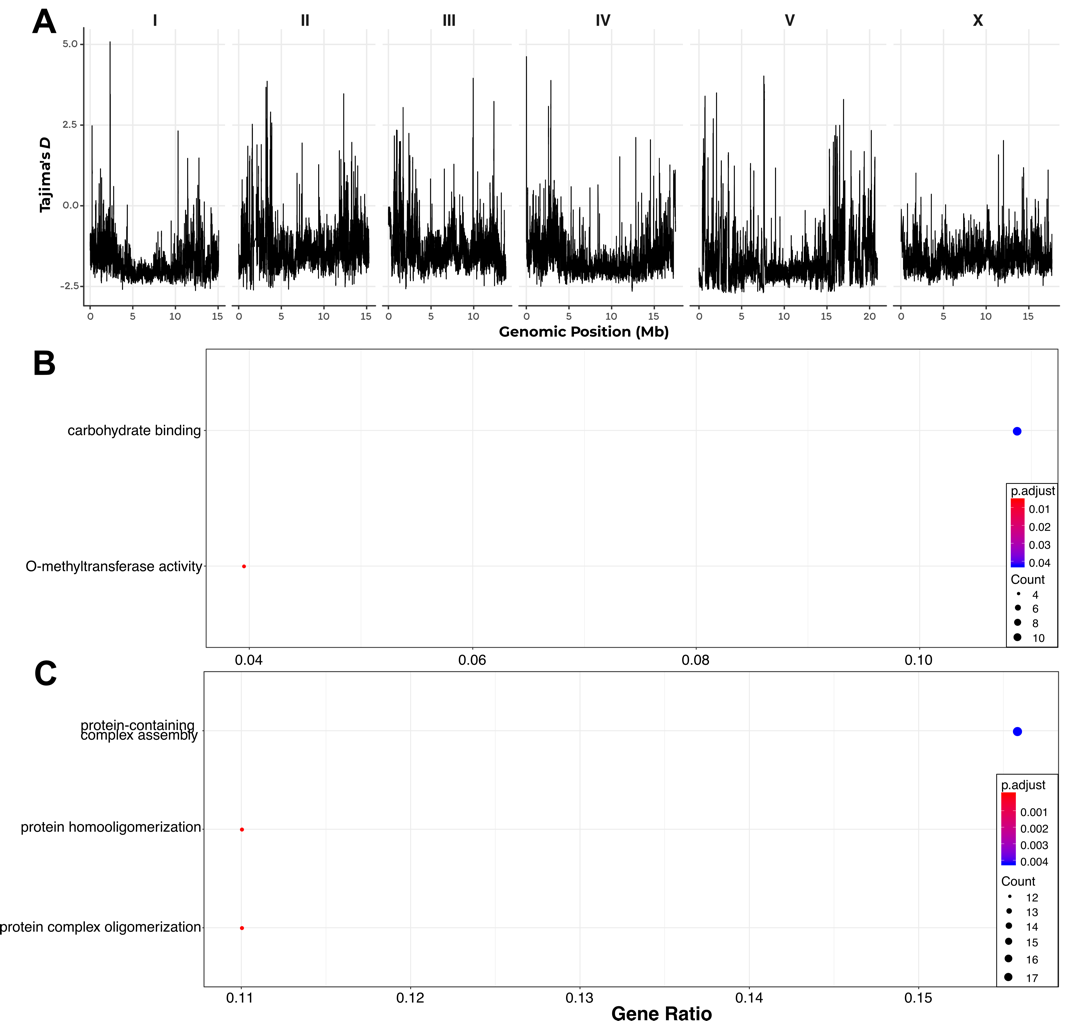 A
I II III IV V X
5.0
2.5
0.0
-2.5
Tajima's D
0 5 10 15 0 5 10 15 0 5 10 0 5 10 15 0 5 10 15 20 0 5 10 15
Genomic Position (Mb)
B
carbohydrate binding
O-methyltransferase activity
p.adjust
0.01
0.02
0.03
0.04
Count
4
6
8
10
0.04 0.06 0.08 0.10
C
protein-containing
complex assembly
protein homooligomerization
protein complex oligomerization
p.adjust
0.001
0.002
0.003
0.004
Count
12
13
14
15
16
17
0.11 0.12 0.13 0.14 0.15
Gene Ratio